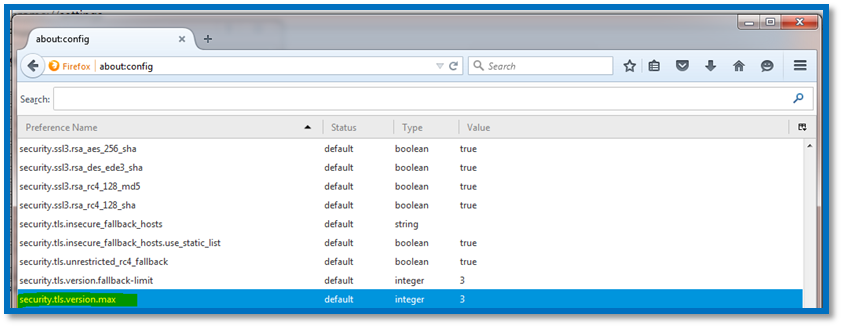 about:config
Firefox about:config Search
Search:
Preference Name Status Type Value
security.ssl3.rsa_aes_256_sha default boolean true
security.ssl3.rsa_des_ede3_sha default boolean true
security.ssl3.rsa_rc4_128_md5 default boolean true
security.ssl3.rsa_rc4_128_sha default boolean true
security.tls.insecure_fallback_hosts default string
security.tls.insecure_fallback_hosts.use_static_list default boolean true
security.tls.unrestricted_rc4_fallback default boolean true
security.tls.version.fallback-limit default integer 3
security.tls.version.max default integer 3